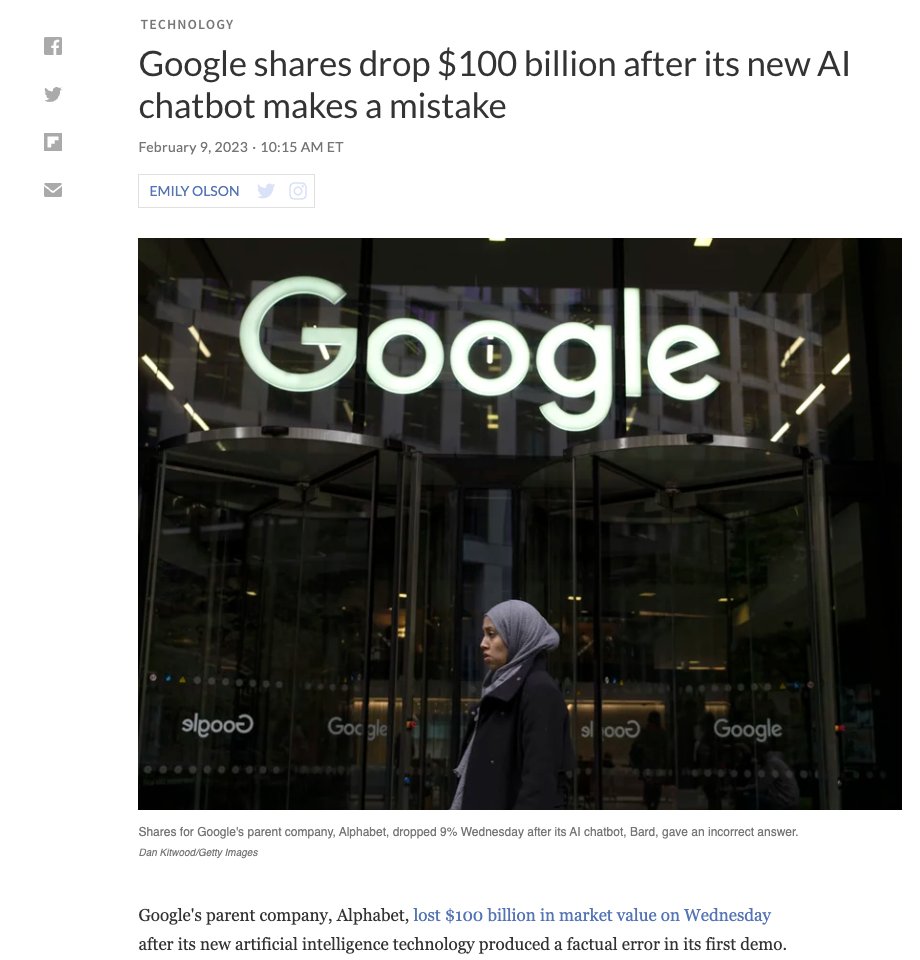 TECHNOLOGY
Google shares drop $100 billion after its new AI
chatbot makes a mistake
February 9, 2023 · 10:15 AM ET
EMILY OLSON
Google
Google
Google
Google
Google
Shares for Google's parent company, Alphabet, dropped 9% Wednesday after its AI chatbot, Bard, gave an incorrect answer.
Dan Kitwood/Getty Images
Google's parent company, Alphabet, lost $100 billion in market value on Wednesday
after its new artificial intelligence technology produced a factual error in its first demo.